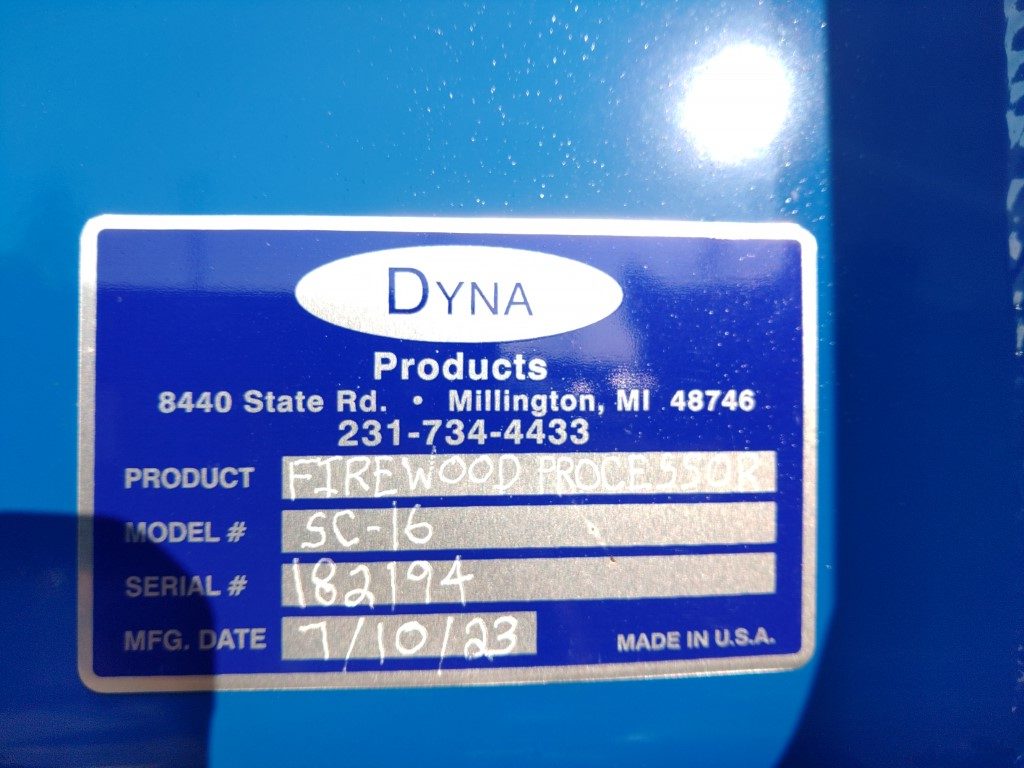 DYNA
Products
8440 State Rd. • Millington, MI 48746
231-734-4433
PRODUCT FIREWOOD PROCESSOR
MODEL # SC-16
SERIAL # 182194
MFG. DATE 7/10/23 MADE IN U.S.A.